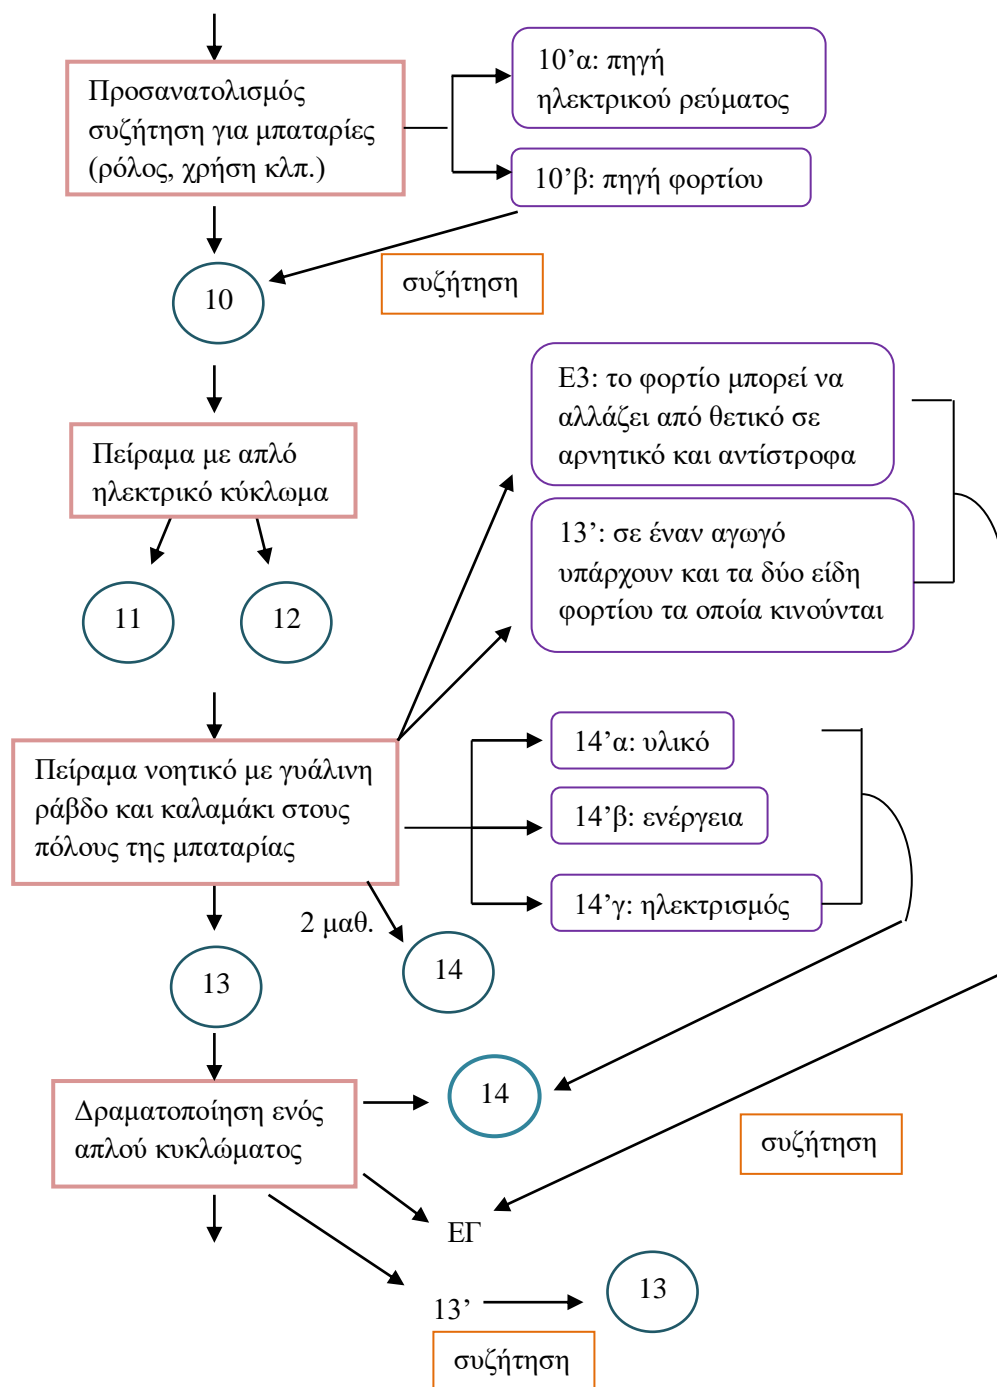 Προσανατολισμός
συζήτηση για μπαταρίες
(ρόλος, χρήση κλπ.)
10’α: πηγή
ηλεκτρικού ρεύματος
10’β: πηγή φορτίου
συζήτηση
10
Πείραμα με απλό
ηλεκτρικό κύκλωμα
11
12
Ε3: το φορτίο μπορεί να
αλλάζει από θετικό σε
αρνητικό και αντίστροφα
13’: σε έναν αγωγό
υπάρχουν και τα δύο είδη
φορτίου τα οποία κινούνται
Πείραμα νοητικό με γυάλινη
ράβδο και καλαμάκι στους
πόλους της μπαταρίας
14’α: υλικό
14’β: ενέργεια
14’γ: ηλεκτρισμός
2 μαθ.
14
13
Δραματοποίηση ενός
απλού κυκλώματος
14
συζήτηση
ΕΓ
13’
13
συζήτηση